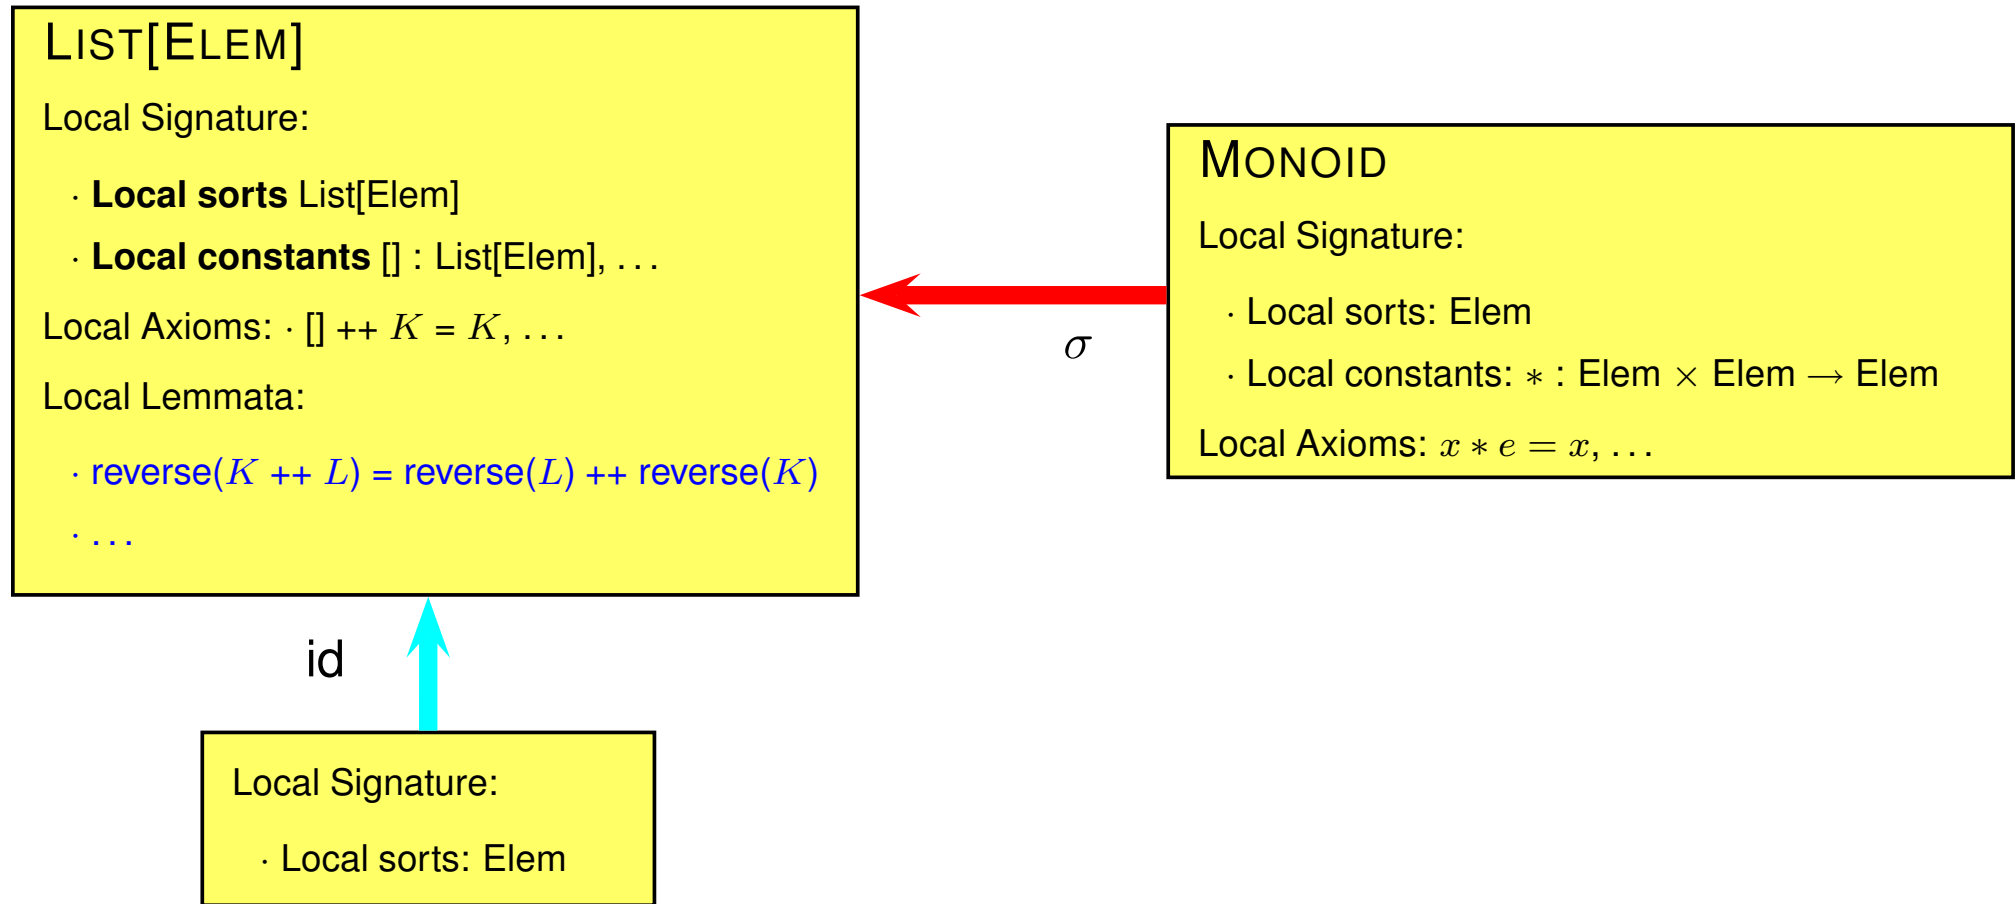 LIST[ELEM]
Local Signature:
· Local sorts List[Elem]
· Local constants [] : List[Elem], . . .
Local Axioms: · [] ++ K = K, . . .
Local Lemmata:
· reverse(K ++ L) = reverse(L) ++ reverse(K)
· . . .
MONOID
Local Signature:
· Local sorts: Elem
· Local constants: ∗ : Elem × Elem → Elem
Local Axioms: x ∗ e = x, . . .
σ
id
Local Signature:
· Local sorts: Elem